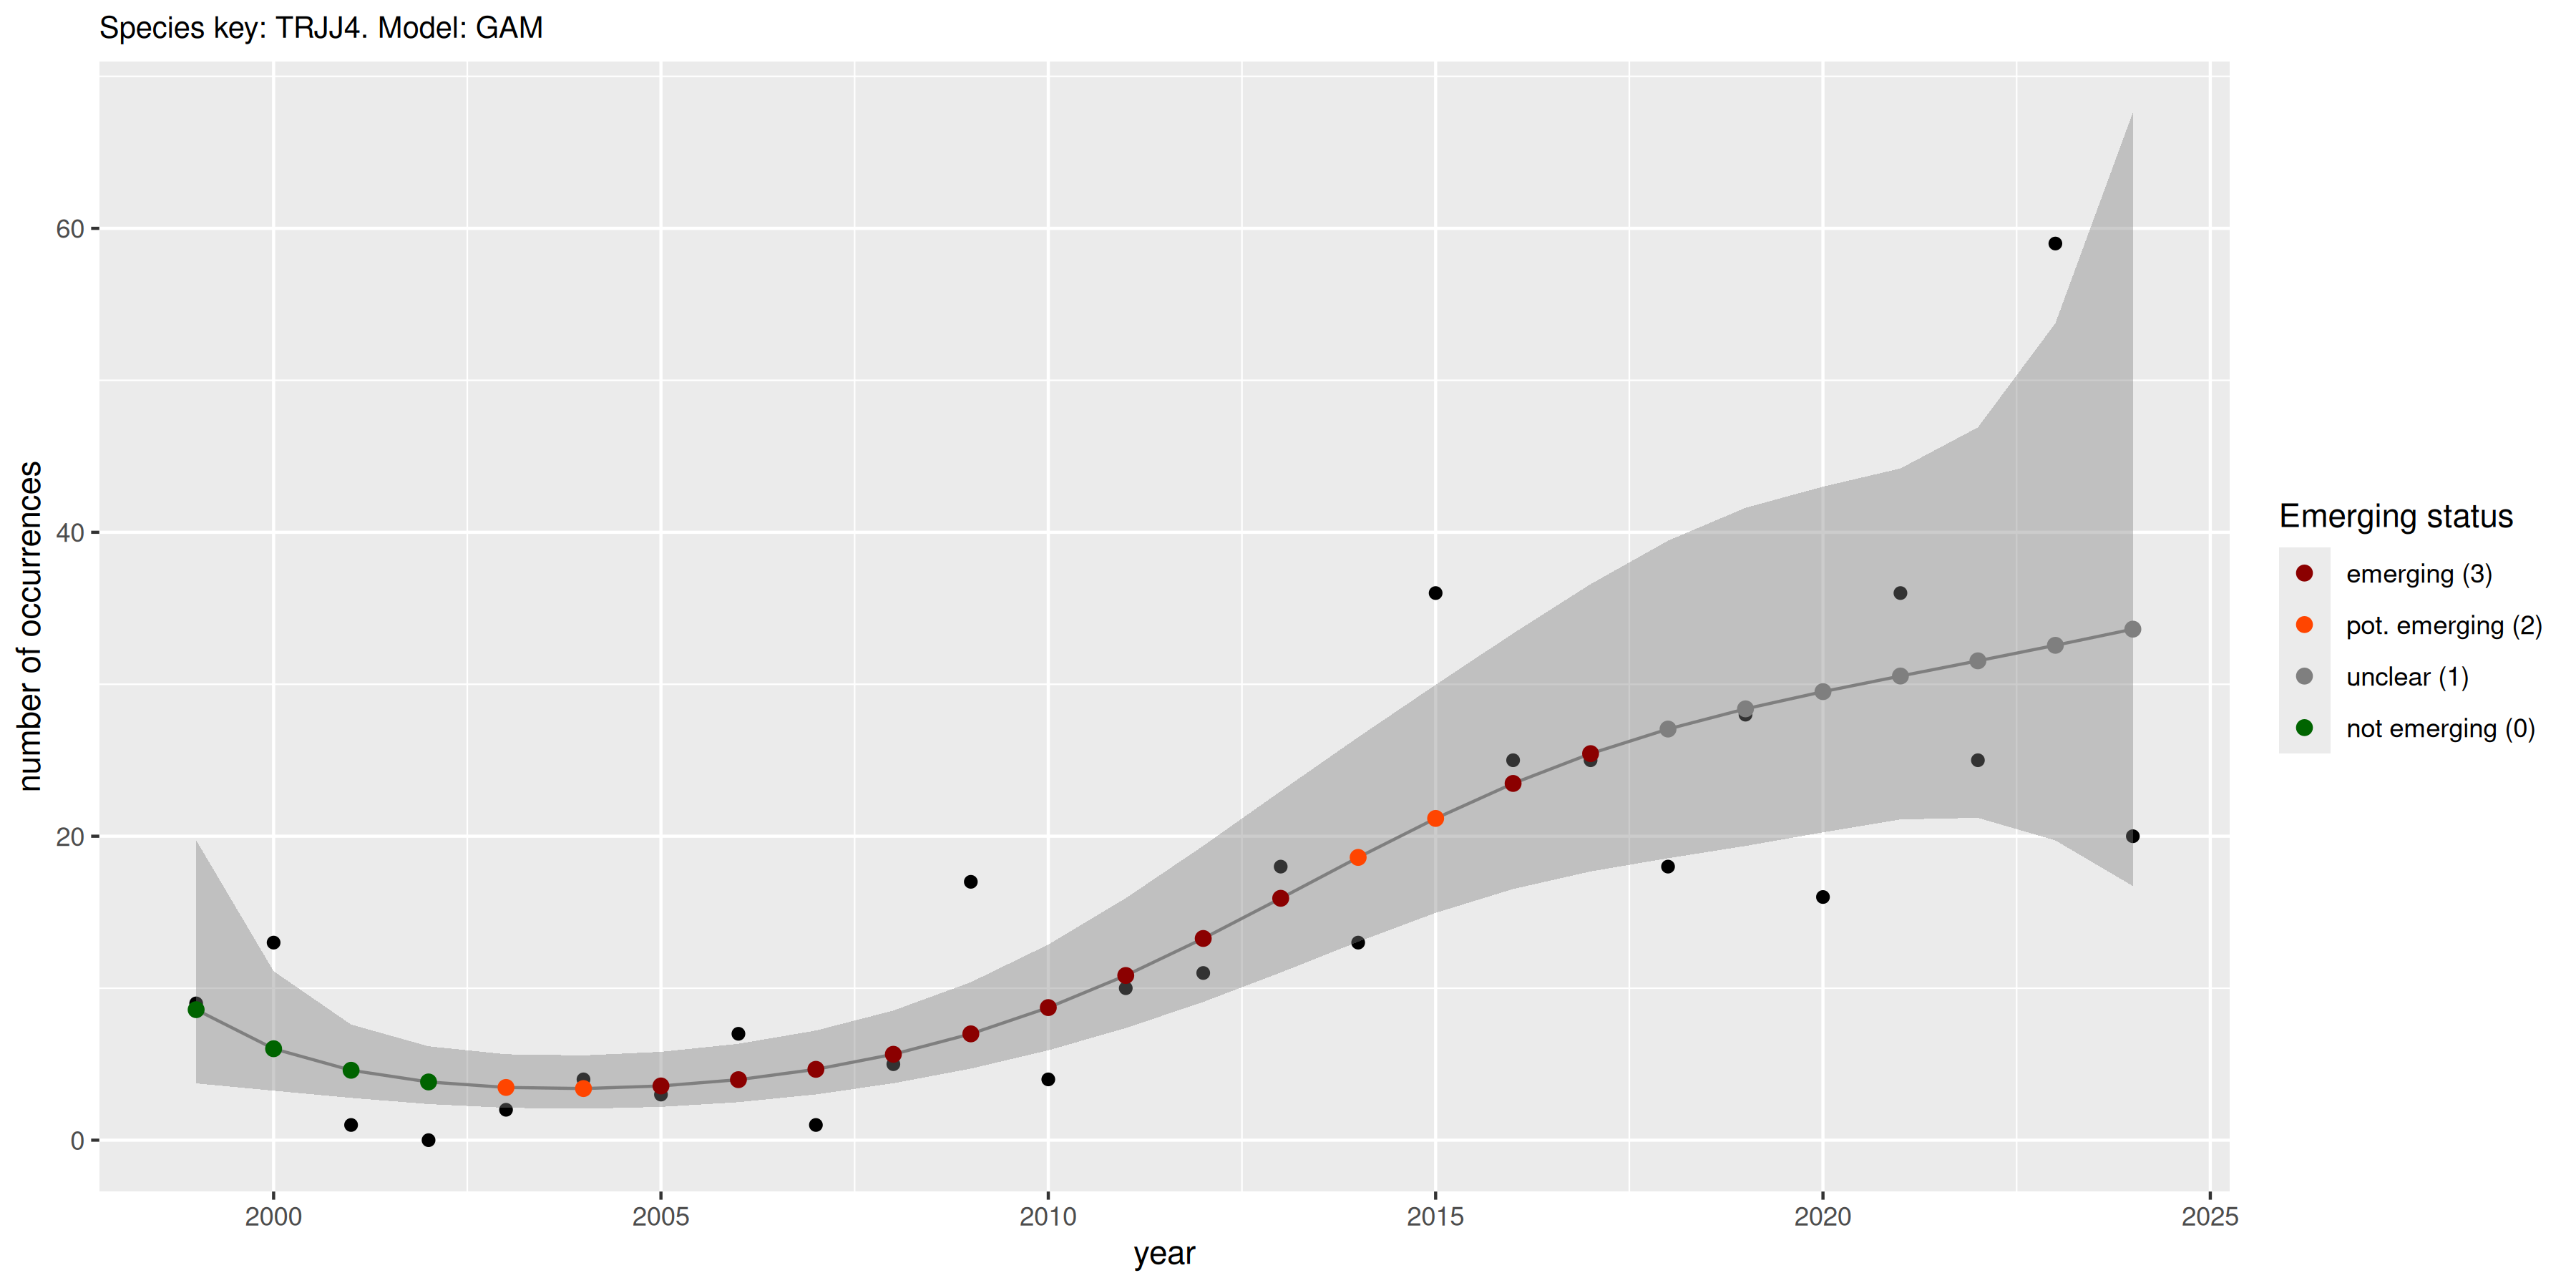 Species key: TRJJ4. Model: GAM
number of occurrences
60
40
20
0
2000
2005
2010
2015
2020
2025
year
Emerging status
emerging (3)
pot. emerging (2)
unclear (1)
not emerging (0)